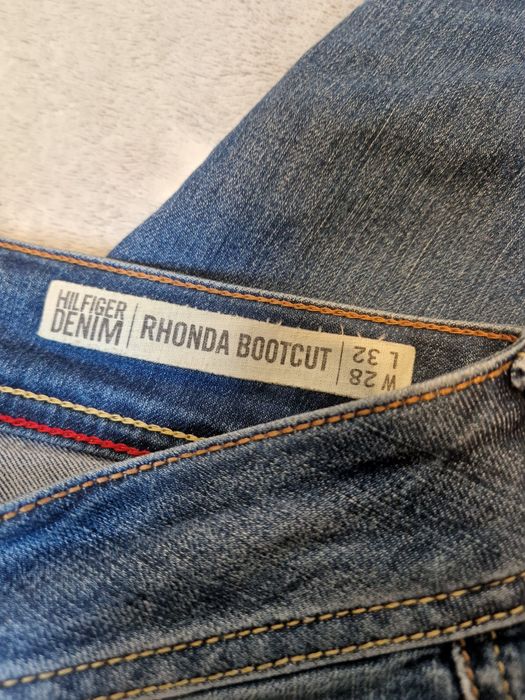 HILFIGER
DENIM
RHONDA BOOTCUT
W 28
L 32